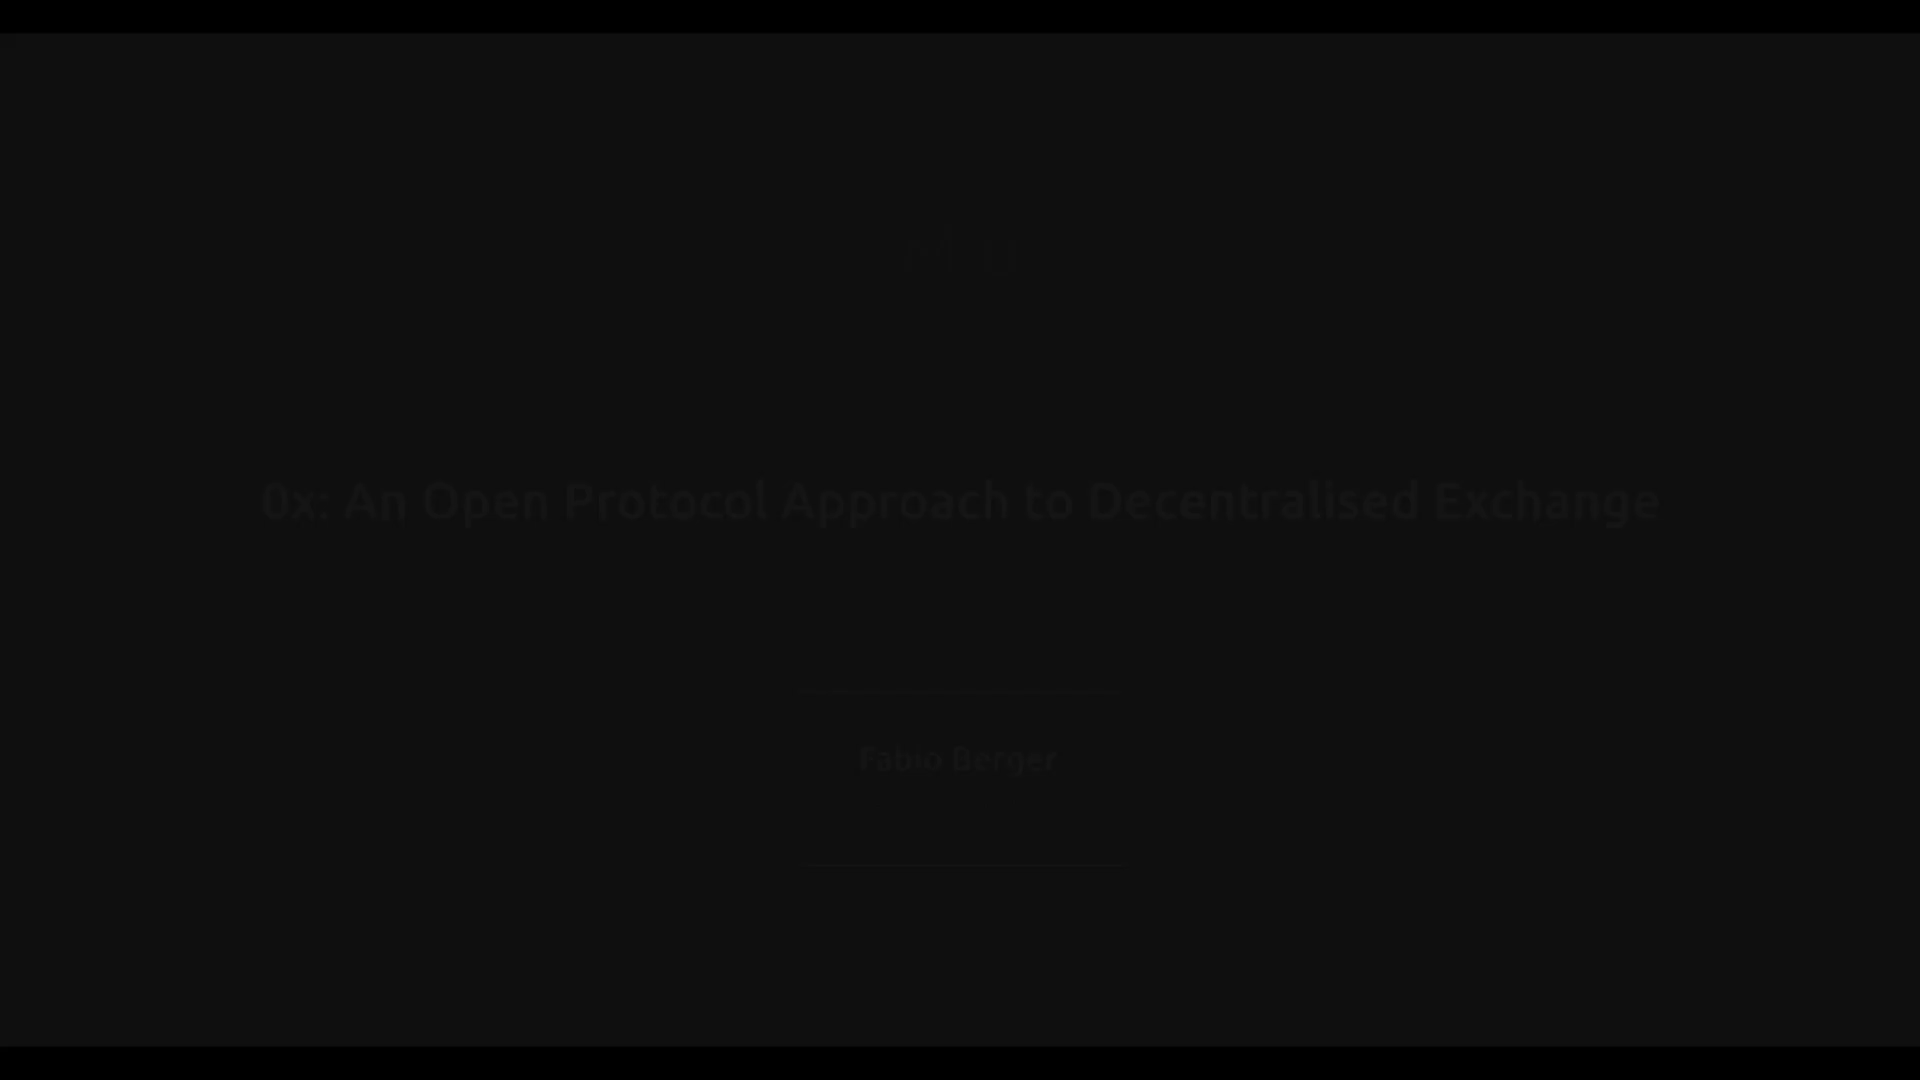 0x: An Open Protocol Approach to Decentralised Exchange
Fabio Berger